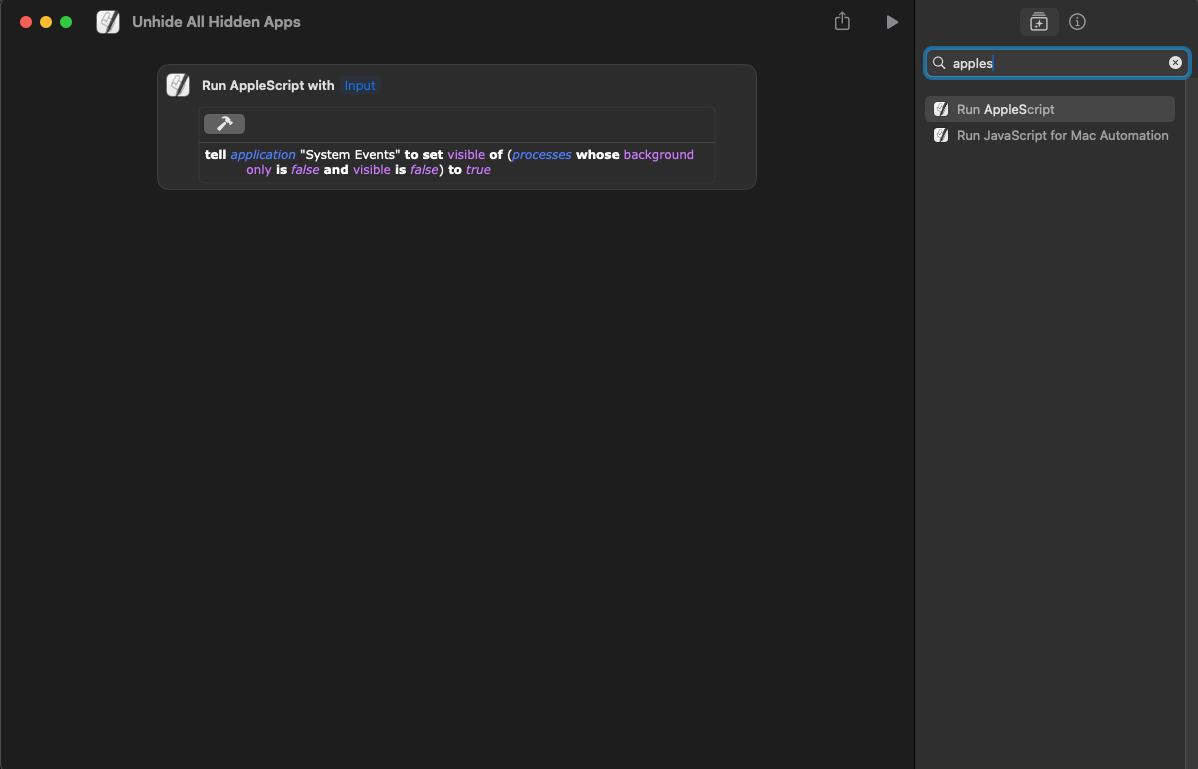 Unhide All Hidden Apps
Run AppleScript with Input
tell application "System Events" to set visible of (processes whose background
only is false and visible is false) to true
apples
Run AppleScript
Run JavaScript for Mac Automation